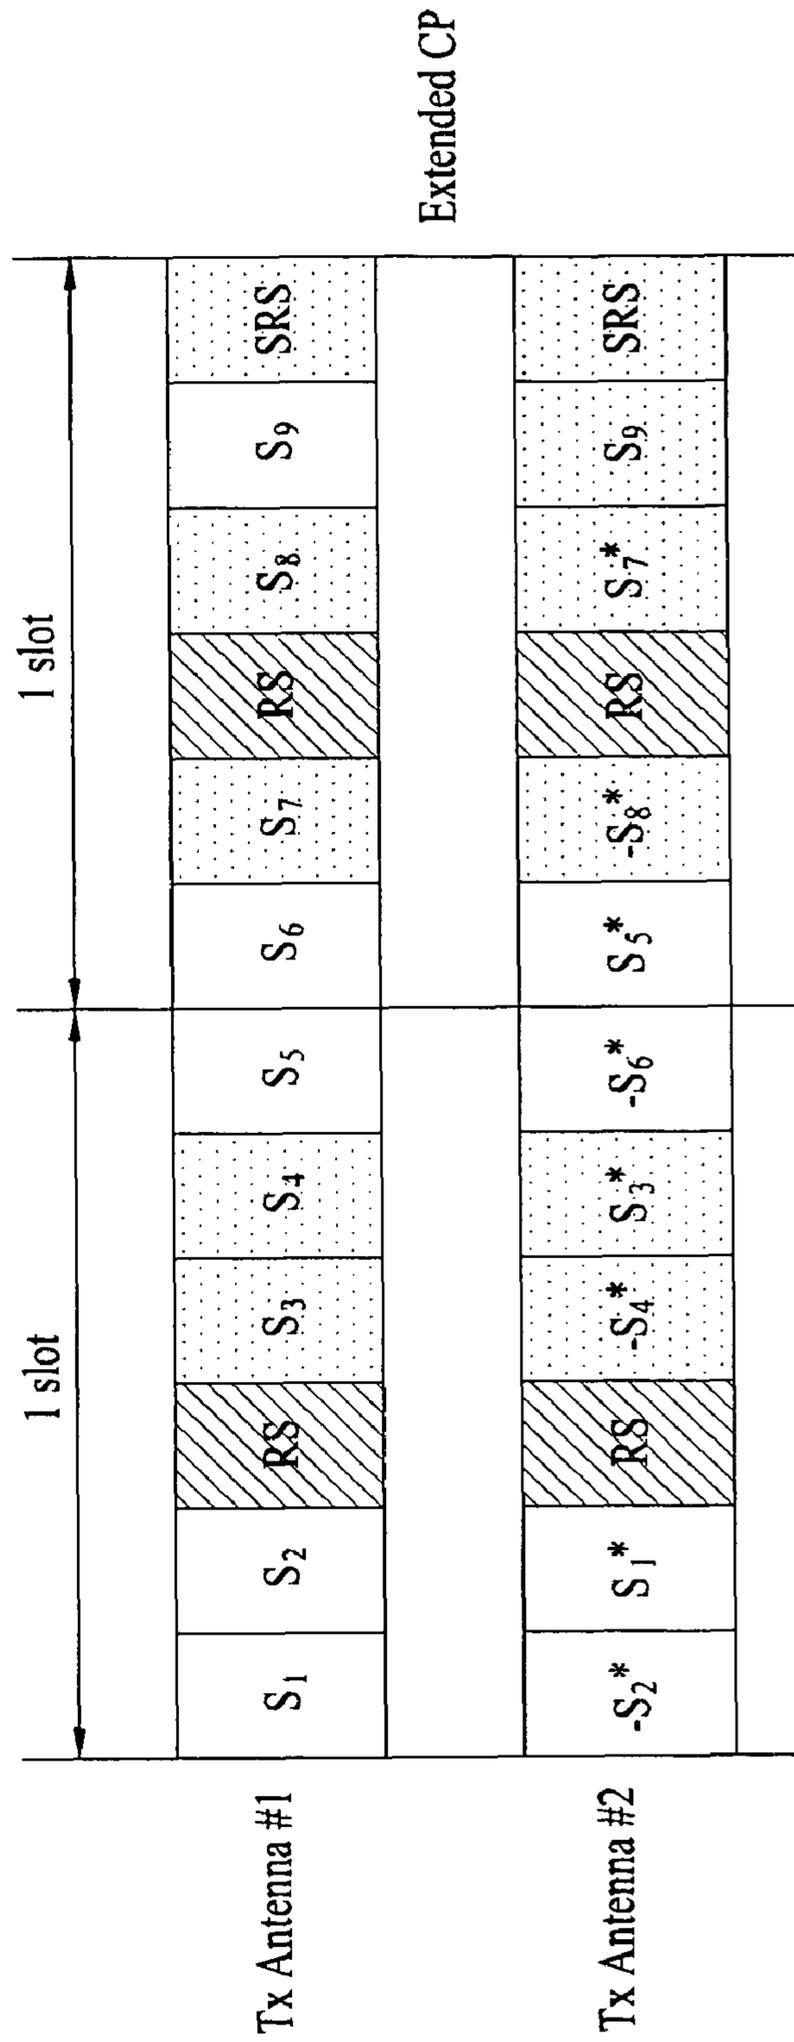 1 slot 1 slot
Tx Antenna #1 S1 S2 RS S3 S4 S5 S6 S7 RS S8 S9 SRS
Extended CP
Tx Antenna #2 -S2* S1* RS -S4* S3* -S6* S5* -S8* RS S7* S9 SRS